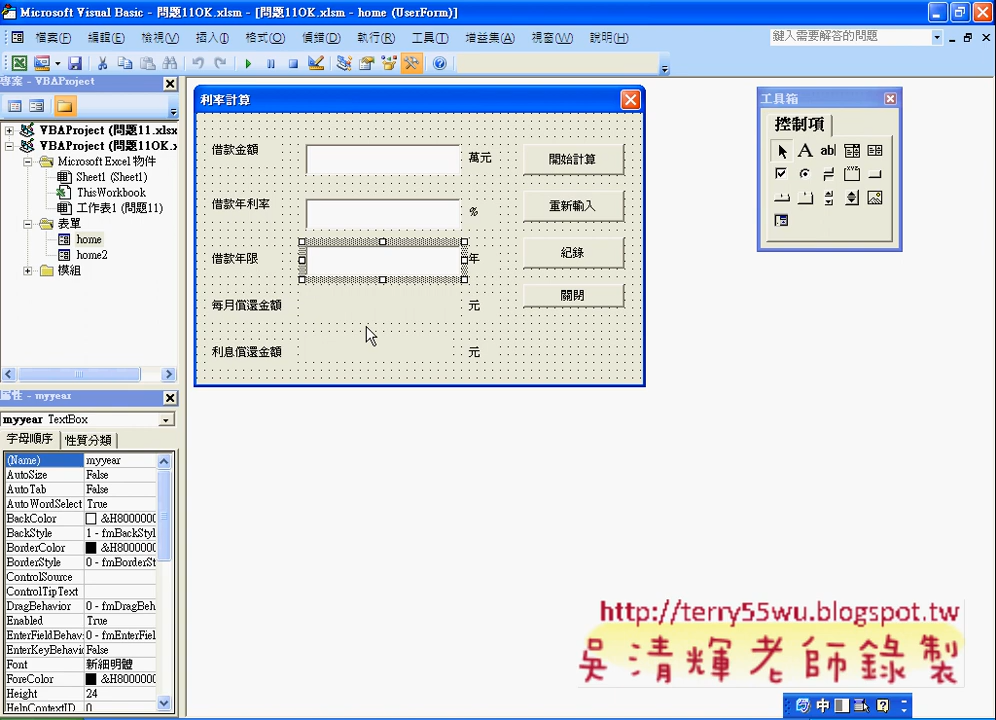 Microsoft Visual Basic - 問題11OK.xlsm - [問題11OK.xlsm - home (UserForm)]
檔案(F) 編輯(E) 檢視(V) 插入(I) 格式(O) 偵錯(D) 執行(R) 工具(T) 增益集(A) 視窗(W) 說明(H)
鍵入需要解答的問題
專案 - VBAProject
VBAProject (問題11.xlsx
VBAProject (問題11OK.x
Microsoft Excel 物件
Sheet1 (Sheet1)
ThisWorkbook
工作表1 (問題11)
表單
home
home2
模組
利率計算
借款金額
萬元
開始計算
借款年利率
%
重新輸入
借款年限
年
紀錄
每月償還金額
元
關閉
利息償還金額
元
工具箱
控制項
A
ab
屬性 - myyear
myyear TextBox
字母順序 性質分類
(Name) myyear
AutoSize False
AutoTab False
AutoWordSelect True
BackColor &H8000000
BackStyle 1 - fmBackStyl
BorderColor &H8000000
BorderStyle 0 - fmBorderSt
ControlSource
ControlTipText
DragBehavior 0 - fmDragBeh
Enabled True
EnterFieldBehav: 0 - fmEnterFiel
EnterKeyBehavi: False
Font 新細明體
ForeColor &H8000000
Height 24
HelpContextID 0
http://terry55wu.blogspot.tw
吳清輝老師錄製
中